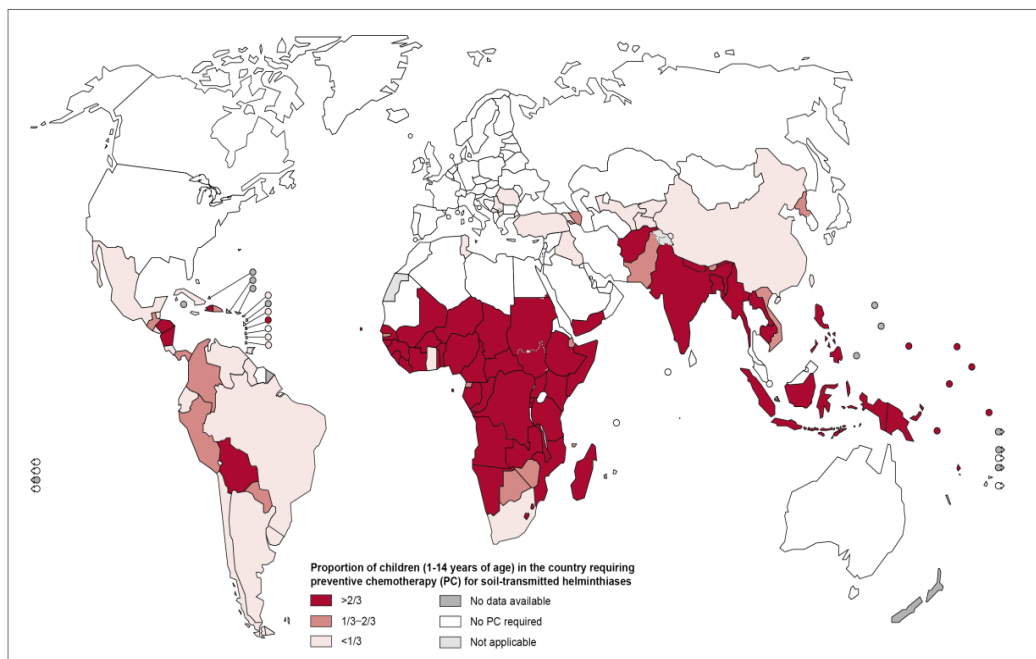 Proportion of children (1-14 years of age) in the country requiring
preventive chemotherapy (PC) for soil-transmitted helminthiases
>2/3
No data available
1/3–2/3
No PC required
<1/3
Not applicable